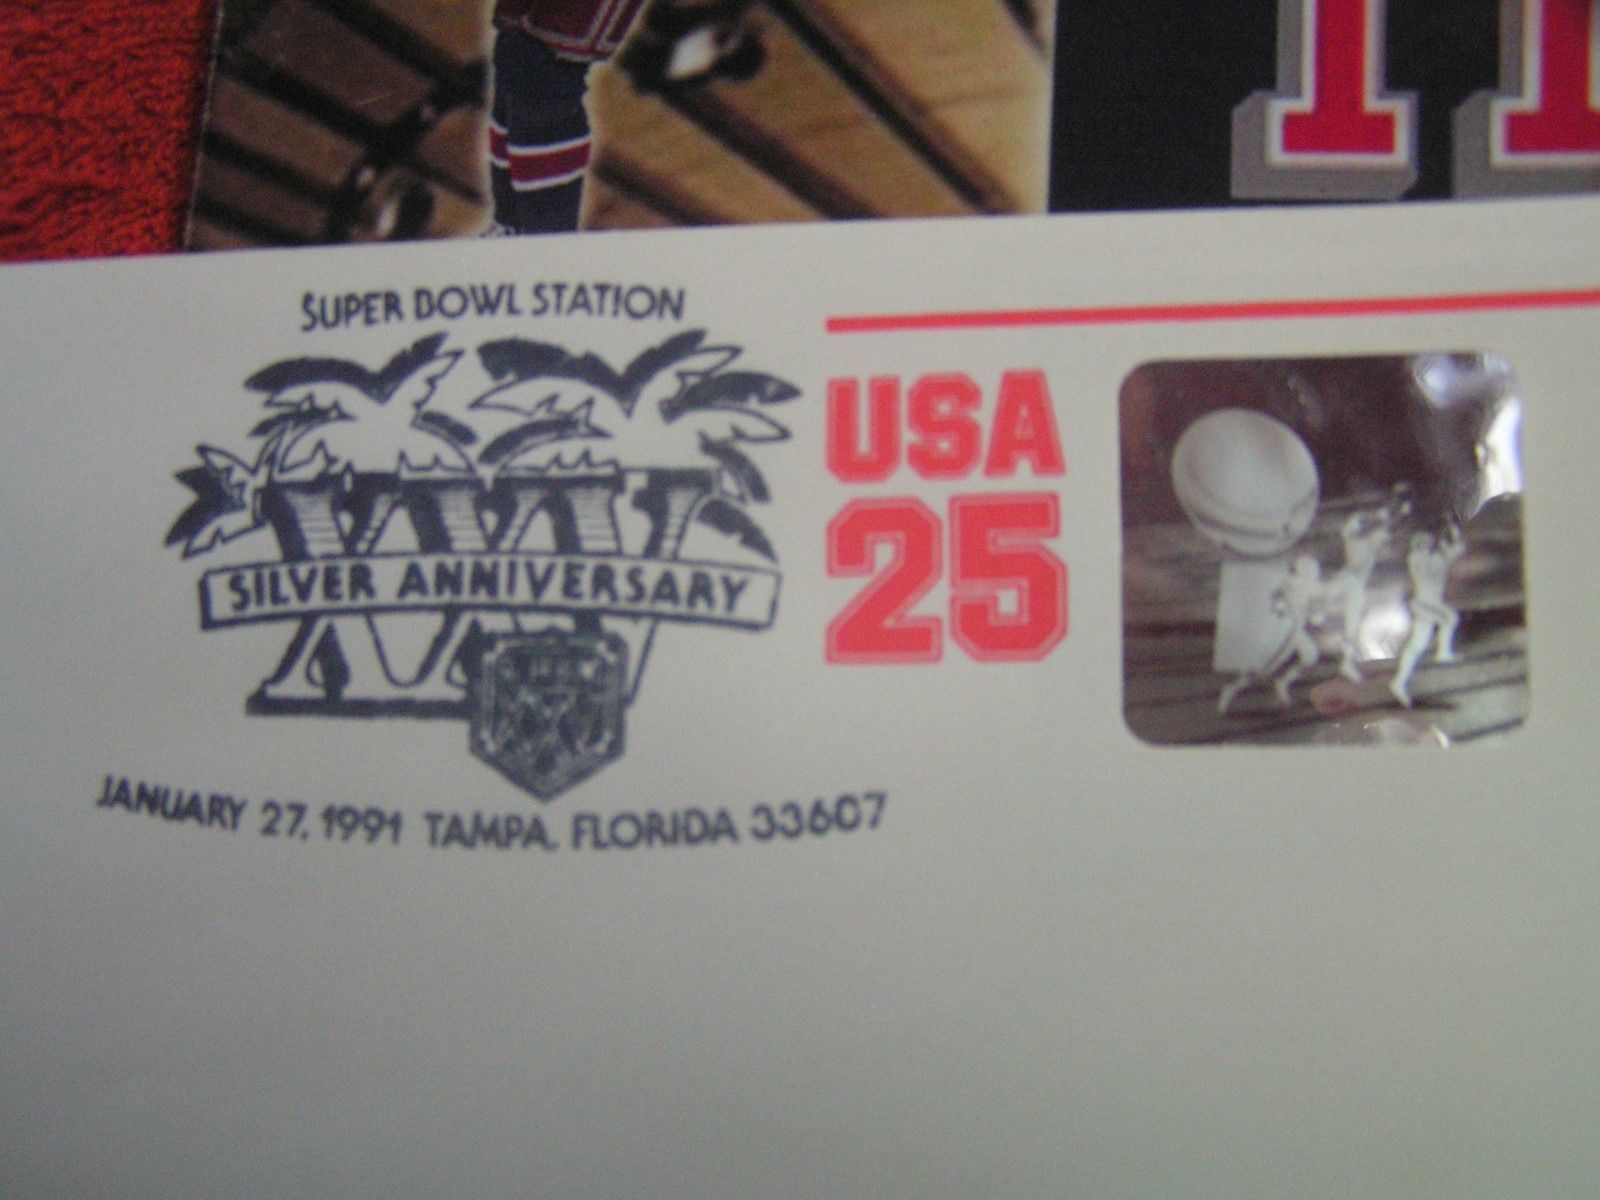 SUPER BOWL STATION
XXV
SILVER ANNIVERSARY
JANUARY 27, 1991 TAMPA, FLORIDA 33607
USA
25